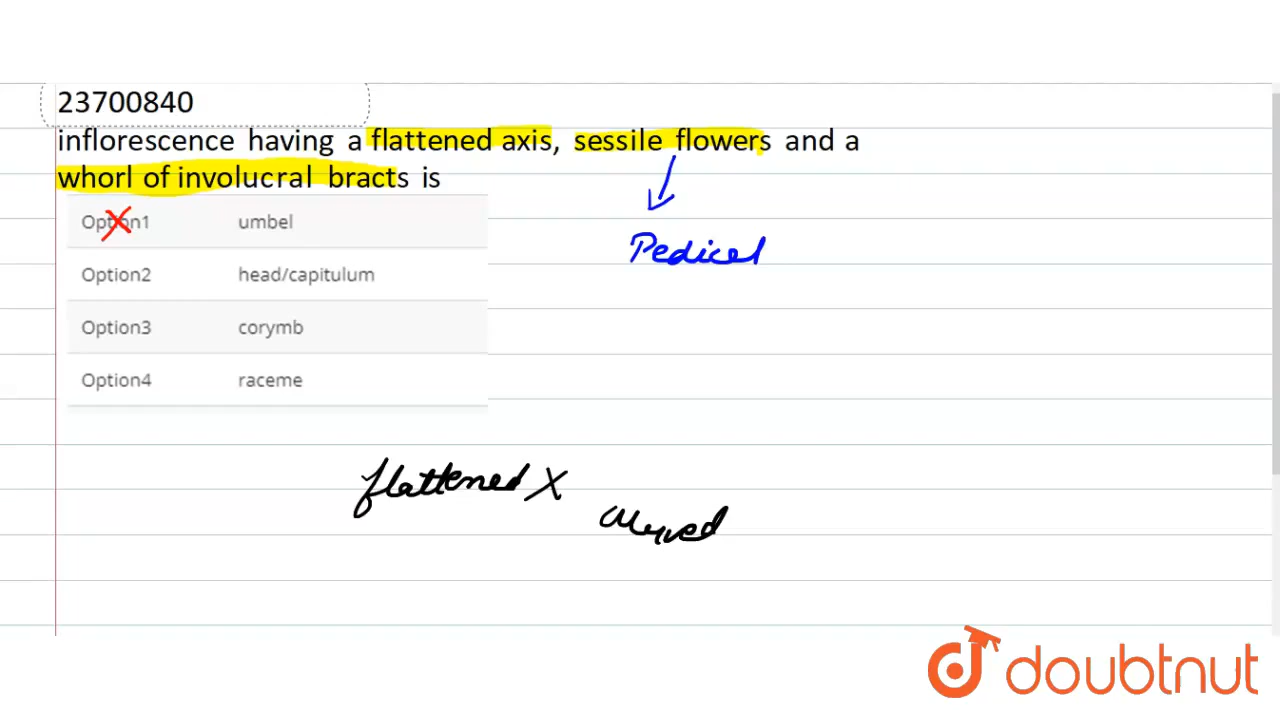 23700840
inflorescence having a flattened axis, sessile flowers and a
whorl of involucral bracts is
Option1 umbel
Pedicel
Option2 head/capitulum
Option3 corymb
Option4 raceme
flattened X
doubtnut